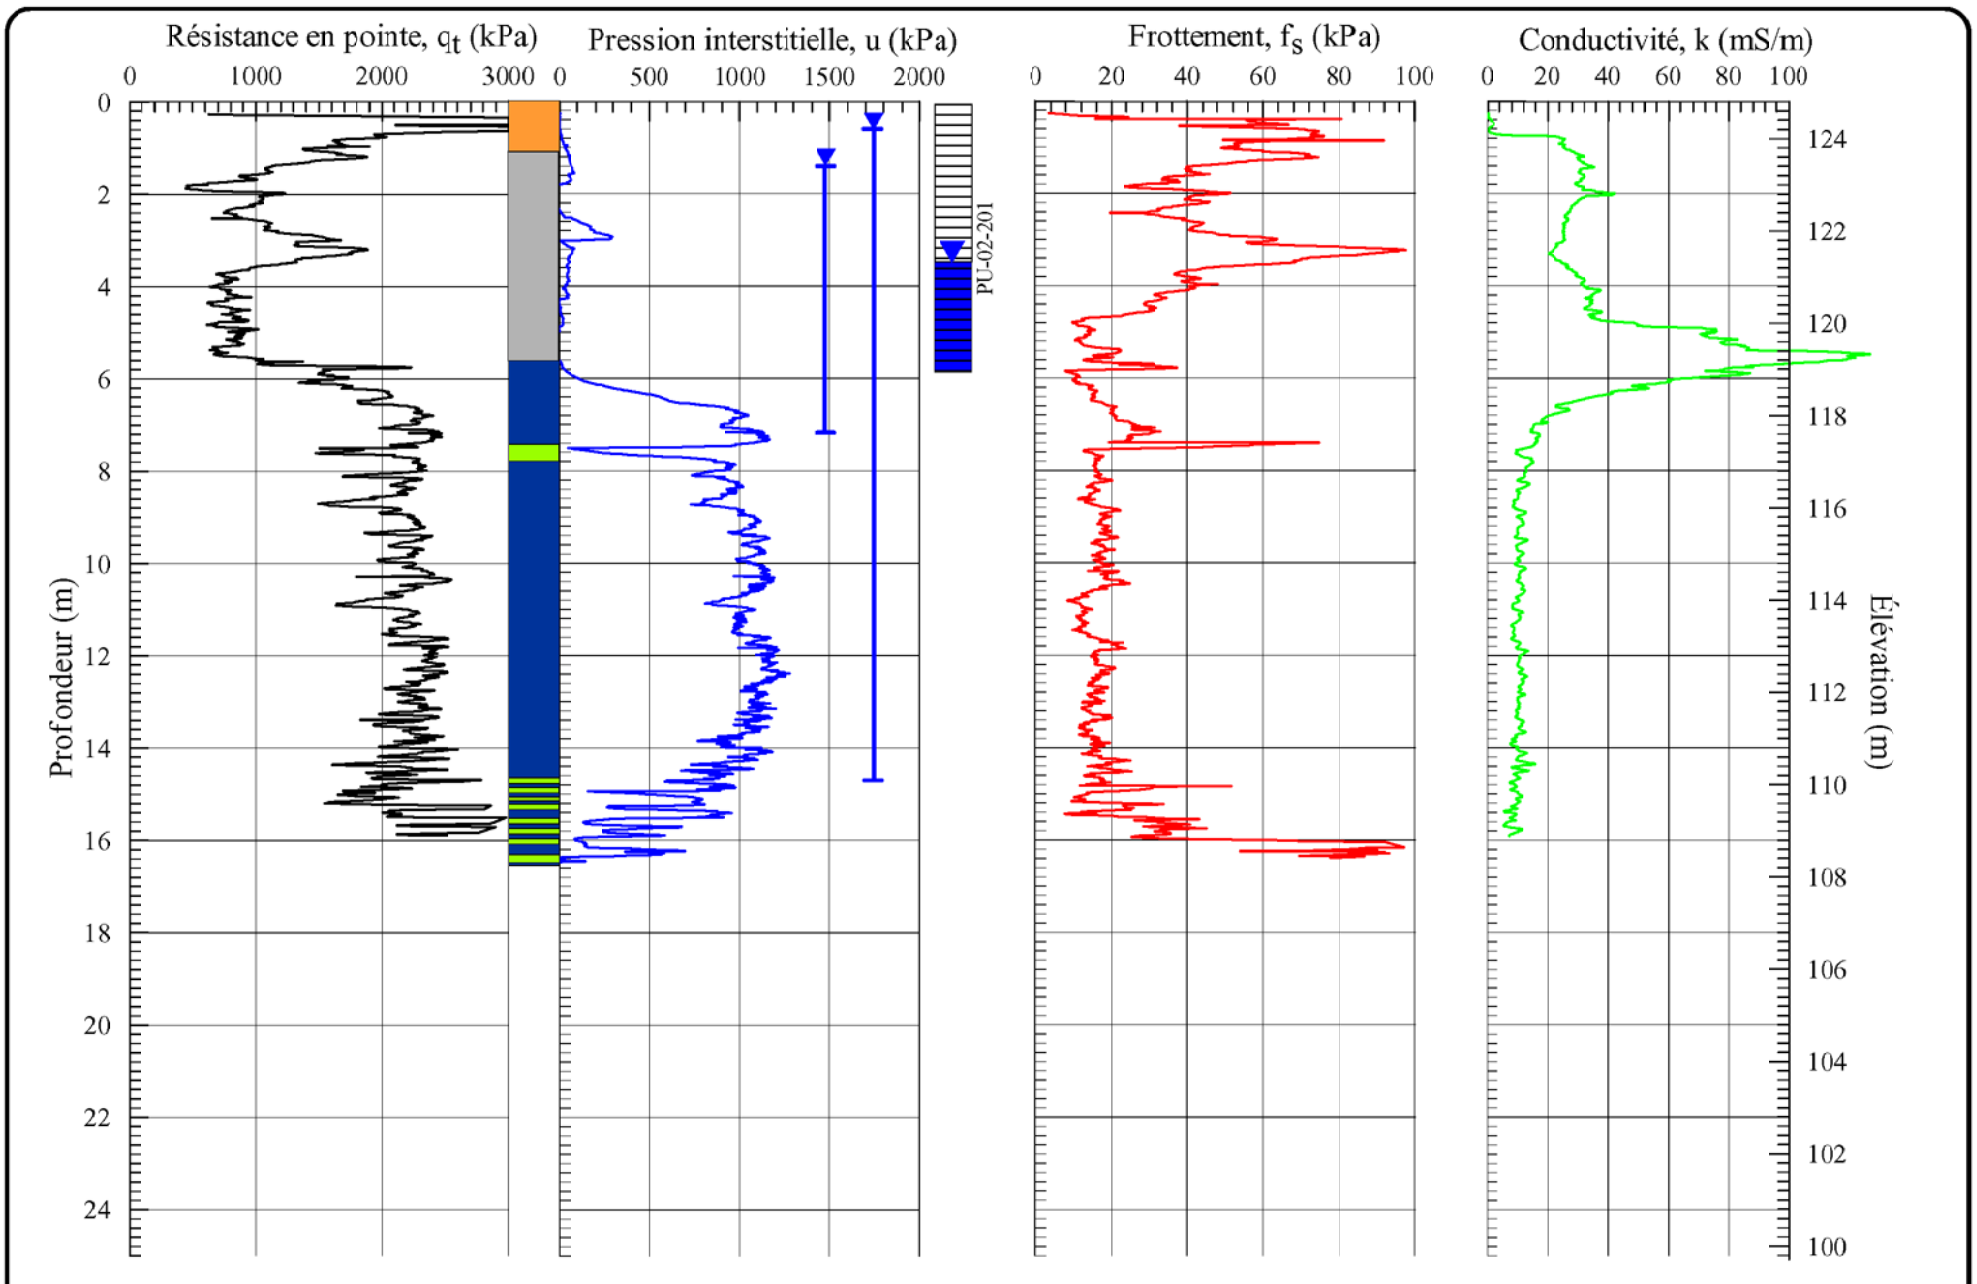 Résistance en pointe, qt (kPa)
Pression interstitielle, u (kPa)
Frottement, fs (kPa)
Conductivité, k (mS/m)
0 1000 2000 3000
0 500 1000 1500 2000
0 20 40 60 80 100
0 20 40 60 80 100
Profondeur (m)
0
2
4
6
8
10
12
14
16
18
20
22
24
PU-02-201
124
122
120
118
116
114
112
110
108
106
104
102
100
Élévation (m)